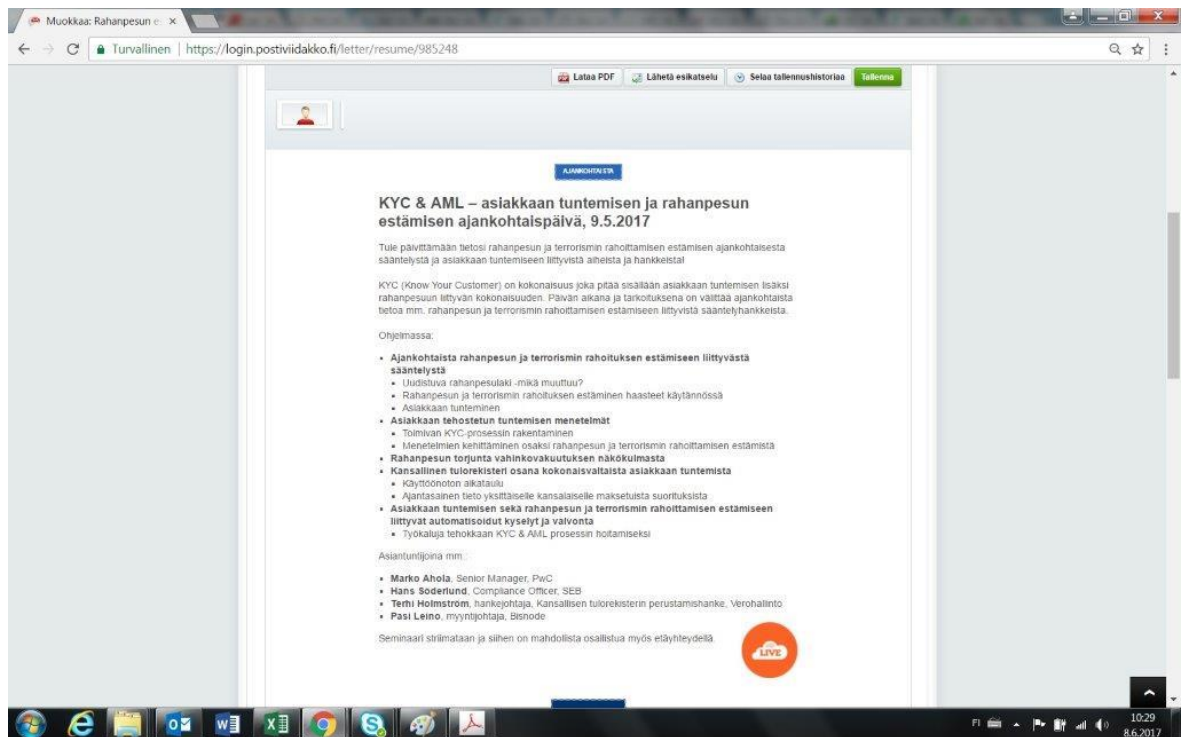 Muokkaa: Rahanpesun e
Turvallinen | https://login.postiviidakko.fi/letter/resume/985248
Lataa PDF
Lähetä esikatselu
Selaa tallennushistoriaa
Tallenna
AJANKOHTAISTA
KYC & AML – asiakkaan tuntemisen ja rahanpesun
estämisen ajankohtaispäivä, 9.5.2017
Tule päivittämään tietosi rahanpesun ja terrorismin rahoittamisen estämisen ajankohtaisesta
sääntelystä ja asiakkaan tuntemiseen liittyvistä aiheista ja hankkeista!
KYC (Know Your Customer) on kokonaisuus joka pitää sisällään asiakkaan tuntemisen lisäksi
rahanpesuun liittyvän kokonaisuuden. Päivän aikana ja tarkoituksena on välittää ajankohtaista
tietoa mm. rahanpesun ja terrorismin rahoittamisen estämiseen liittyvistä sääntelyhankkeista.
Ohjelmassa:
• Ajankohtaista rahanpesun ja terrorismin rahoituksen estämiseen liittyvästä
sääntelystä
• Uudistuva rahanpesulaki -mikä muuttuu?
• Rahanpesun ja terrorismin rahoituksen estäminen haasteet käytännössä
• Asiakkaan tunteminen
• Asiakkaan tehostetun tuntemisen menetelmät
• Toimivan KYC-prosessin rakentaminen
• Menetelmien kehittäminen osaksi rahanpesun ja terrorismin rahoittamisen estämistä
• Rahanpesun torjunta vahinkovakuutuksen näkökulmasta
• Kansallinen tulorekisteri osana kokonaisvaltaista asiakkaan tuntemista
• Käyttöönoton aikataulu
• Ajantasainen tieto yksittäiselle kansalaiselle maksetuista suorituksista
• Asiakkaan tuntemisen sekä rahanpesun ja terrorismin rahoittamisen estämiseen
liittyvät automatisoidut kyselyt ja valvonta
• Työkaluja tehokkaan KYC & AML prosessin hoitamiseksi
Asiantuntijoina mm.:
• Marko Ahola, Senior Manager, PwC
• Hans Söderlund, Compliance Officer, SEB
• Terhi Holmström, hankejohtaja, Kansallisen tulorekisterin perustamishanke, Verohallinto
• Pasi Leino, myyntijohtaja, Bisnode
Seminaari striimataan ja siihen on mahdollista osallistua myös etäyhteydellä.
LIVE
FI
10:29
8.6.2017